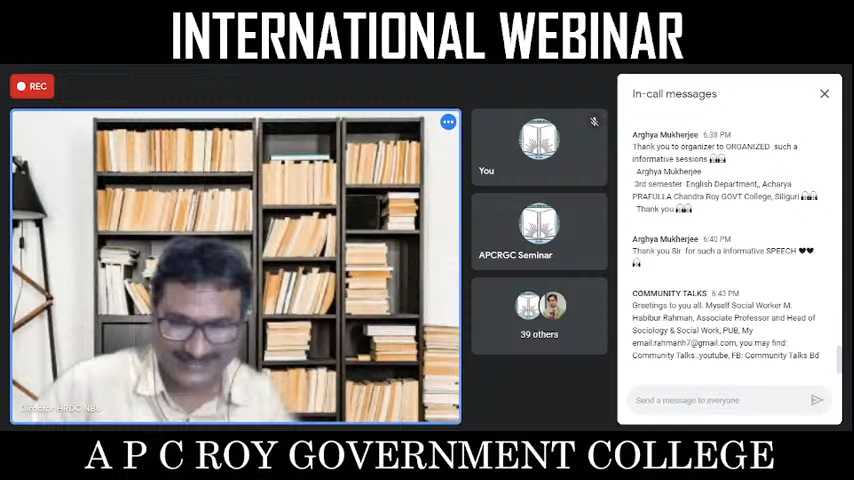 INTERNATIONAL WEBINAR
REC
In-call messages
You
APCRGC Seminar
39 others
Director HRDC NBU
Arghya Mukherjee 6:38 PM
Thank you to organizer to ORGANIZED such a
informative sessions
Arghya Mukherjee
3rd semester English Department,, Acharya
PRAFULLA Chandra Roy GOVT College, Siliguri
Thank you
Arghya Mukherjee 6:40 PM
Thank you Sir for such a informative SPEECH
COMMUNITY TALKS 6:43 PM
Greetings to you all. Myself Social Worker M.
Habibur Rahman, Associate Professor and Head of
Sociology & Social Work, PUB, My
email:rahmanh7@gmail.com, you may find:
Community Talks..youtube, FB: Community Talks Bd
Send a message to everyone
A P C ROY GOVERNMENT COLLEGE